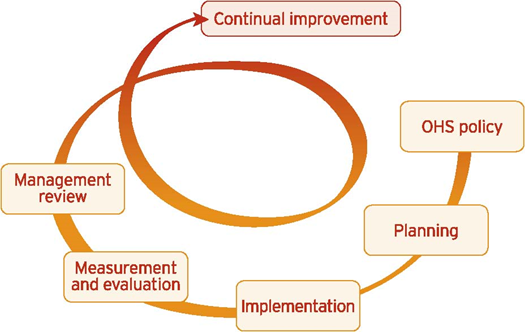 Continual improvement
OHS policy
Management
review
Planning
Measurement
and evaluation
Implementation